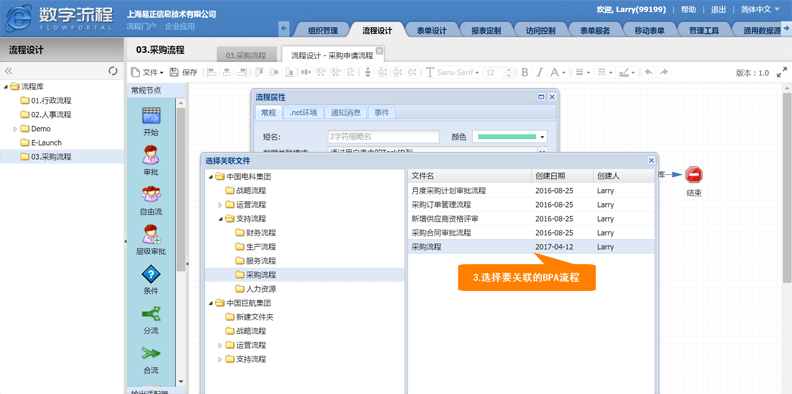 数字流程
FLOWPORTAL
上海易正信息技术有限公司
流程门户 企业应用
欢迎, Larry(99199) 帮助 退出 简体中文
组织管理 流程设计 表单设计 报表定制 访问控制 表单服务 移动表单 管理工具 通用数据源
流程设计
03.采购流程
03.采购流程
流程设计 - 采购申请流程
文件 保存 Sans-Serif 12 B I A 版本：1.0
流程库
01.行政流程
02.人事流程
Demo
E-Launch
03.采购流程
常规节点
开始
审批
自由流
层级审批
条件
分流
合流
流程属性
常规 .net环境 通知消息 事件
短名: 2字符缩略名 颜色
选择关联文件
中国电科集团
战略流程
运营流程
支持流程
财务流程
生产流程
服务流程
采购流程
人力资源
中国巨航集团
新建文件夹
战略流程
运营流程
支持流程
文件名 创建日期 创建人
月度采购计划审批流程 2016-08-25 Larry
采购订单管理流程 2016-08-25 Larry
新增供应商资格评审 2016-08-25 Larry
采购合同审批流程 2016-08-25 Larry
采购流程 2017-04-12 Larry
3.选择要关联的BPA流程
库
结束